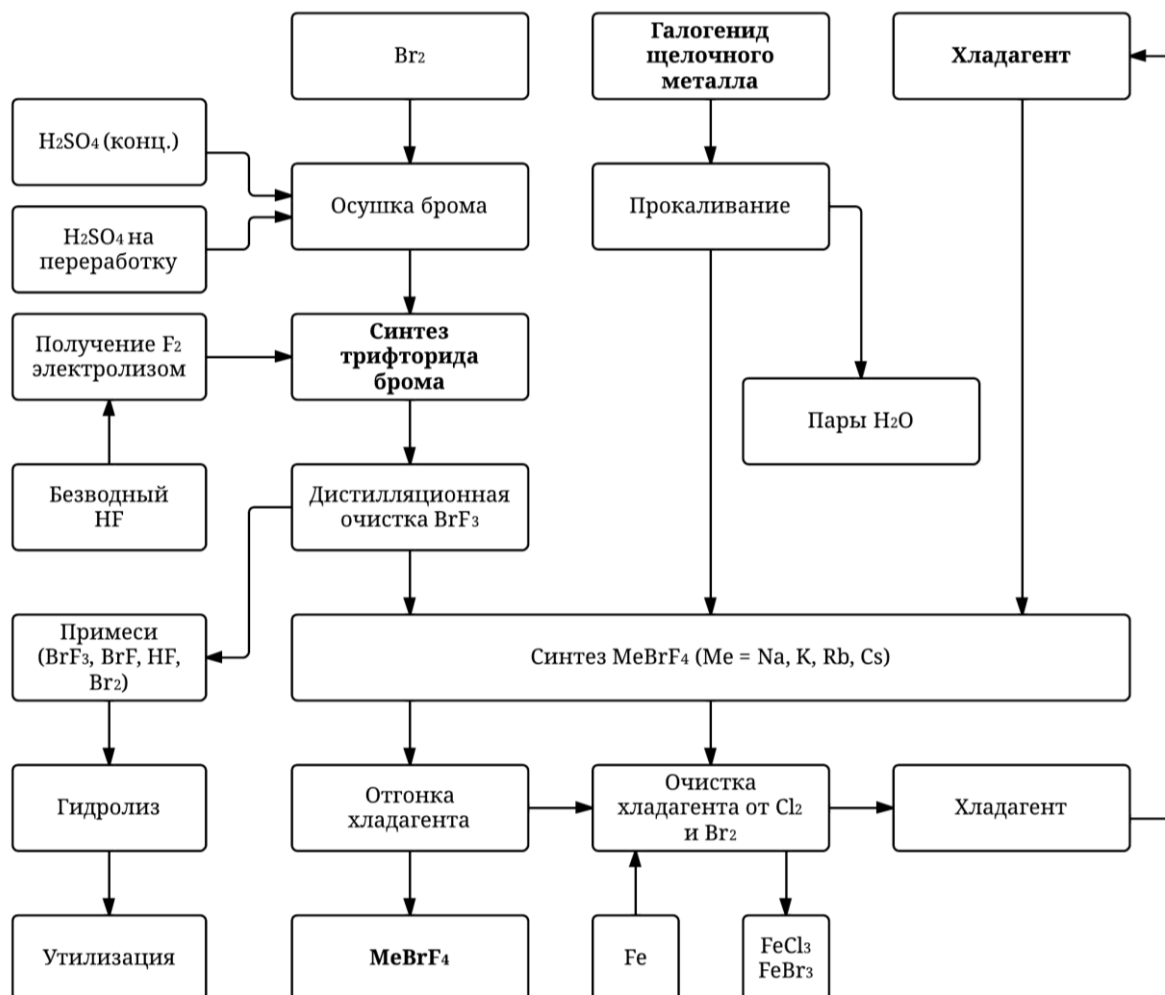 Br₂
Галогенид
щелочного
металла
Хладагент
H₂SO₄ (конц.)
Осушка брома
Прокаливание
H₂SO₄ на
переработку
Получение F₂
электролизом
Синтез
трифторида
брома
Пары H₂O
Безводный
HF
Дистилляционная
очистка BrF₃
Примеси
(BrF₃, BrF, HF,
Br₂)
Синтез MeBrF₄ (Me = Na, K, Rb, Cs)
Гидролиз
Отгонка
хладагента
Очистка
хладагента от Cl₂
и Br₂
Хладагент
Утилизация
MeBrF₄
Fe
FeCl₃
FeBr₃